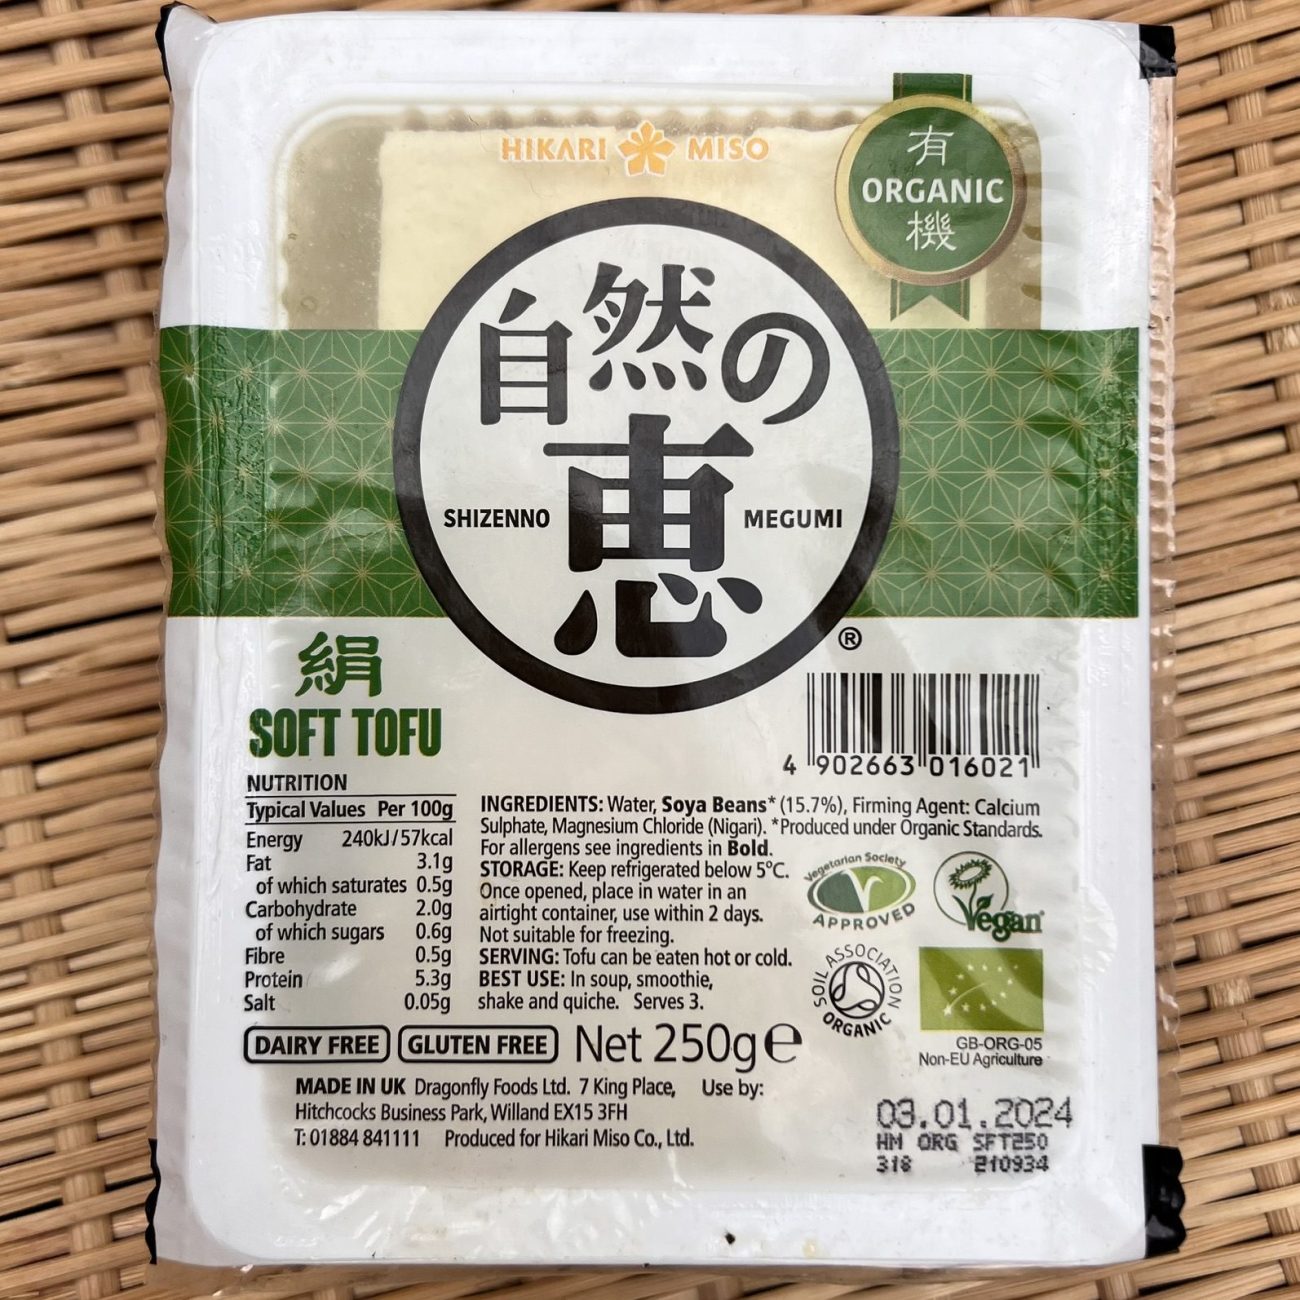 HIKARI MISO
有
ORGANIC
機
自然の
恵
SHIZENNO MEGUMI
®
絹
SOFT TOFU
4 902663 016021
NUTRITION
Typical Values Per 100g
Energy 240kJ/57kcal
Fat 3.1g
of which saturates 0.5g
Carbohydrate 2.0g
of which sugars 0.6g
Fibre 0.5g
Protein 5.3g
Salt 0.05g
INGREDIENTS: Water, Soya Beans* (15.7%), Firming Agent: Calcium
Sulphate, Magnesium Chloride (Nigari). *Produced under Organic Standards.
For allergens see ingredients in Bold.
STORAGE: Keep refrigerated below 5°C.
Once opened, place in water in an
airtight container, use within 2 days.
Not suitable for freezing.
SERVING: Tofu can be eaten hot or cold.
BEST USE: In soup, smoothie,
shake and quiche. Serves 3.
Vegetarian Society
APPROVED
Vegan
SOIL ASSOCIATION
ORGANIC
GB-ORG-05
Non-EU Agriculture
DAIRY FREE GLUTEN FREE Net 250g e
MADE IN UK Dragonfly Foods Ltd. 7 King Place, Use by:
Hitchcocks Business Park, Willand EX15 3FH
T: 01884 841111 Produced for Hikari Miso Co., Ltd.
03.01.2024
HM ORG SFT250
318 210934